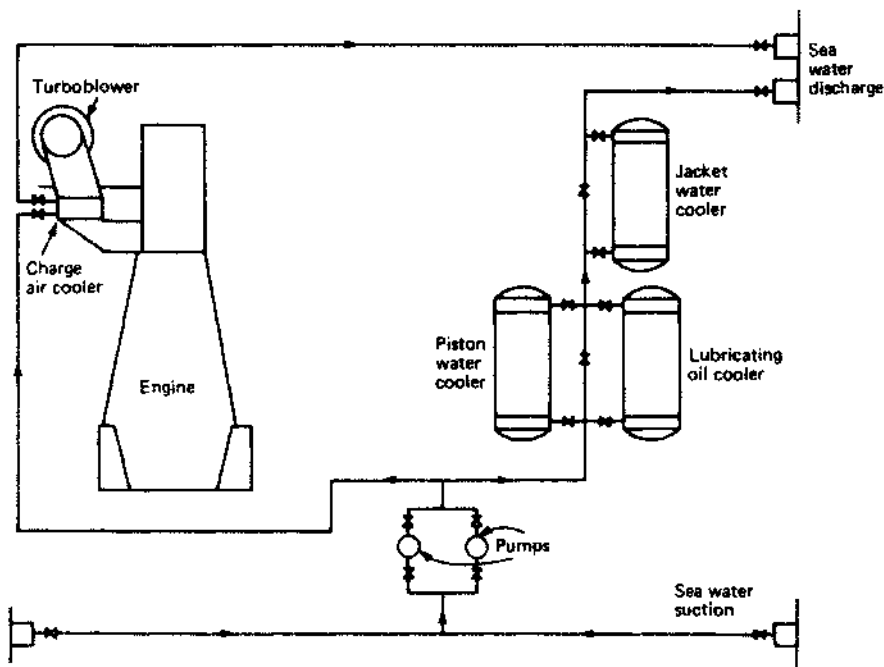 Sea
water
discharge
Turboblower
Jacket
water
cooler
Charge
air cooler
Piston
water
cooler
Lubricating
oil cooler
Engine
Pumps
Sea water
suction